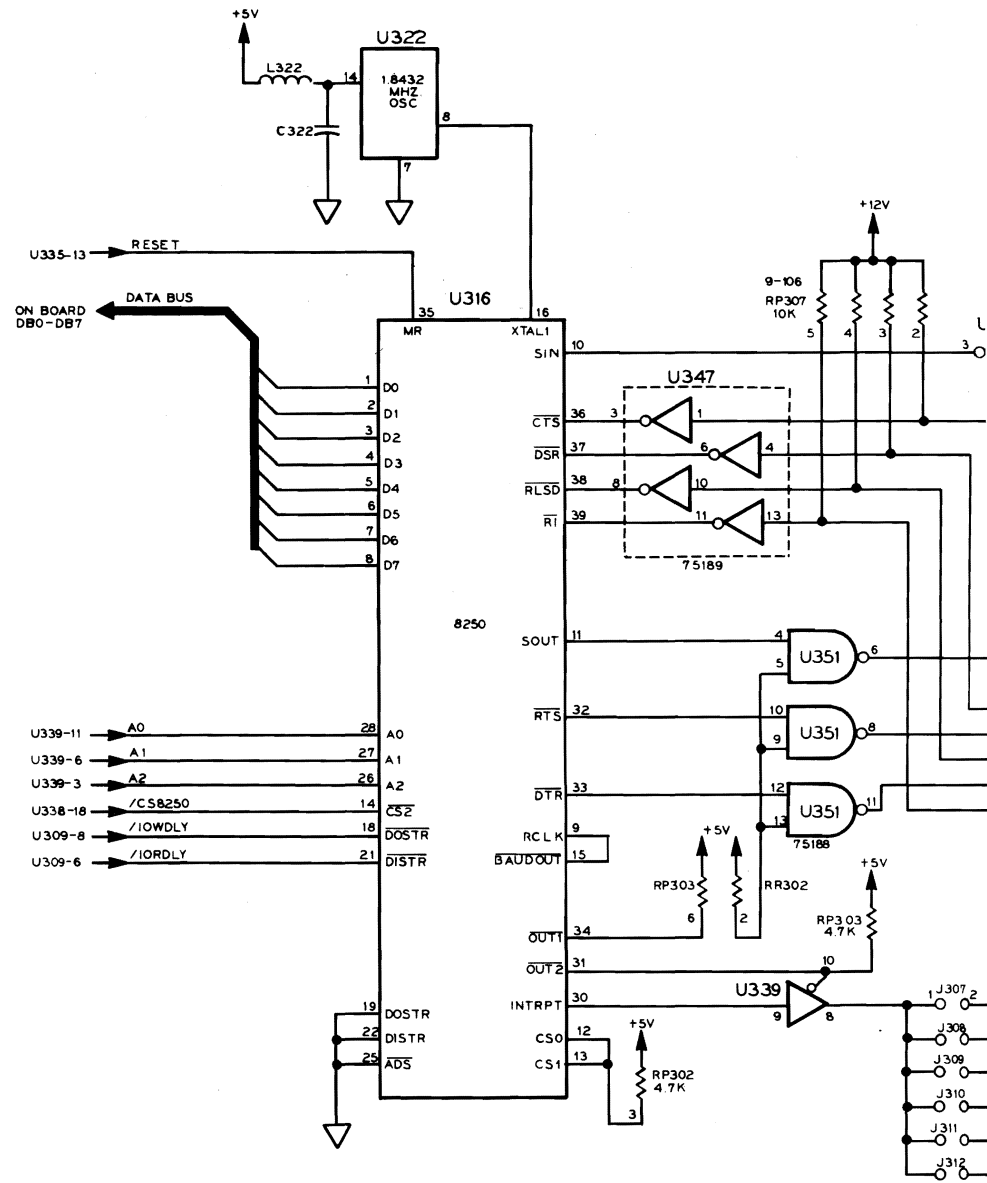 +5V
U322
L322
14
1.8432
MHZ
OSC
8
C322
7
+12V
U335-13
RESET
ON BOARD
DB0-DB7
DATA BUS
U316
35
16
MR
XTAL1
9-106
RP307
10K
5
4
3
2
U
SIN
10
3
U347
CTS
36
3
1
DSR
37
6
4
RLSD
38
8
10
RI
39
11
13
75189
1
D0
2
D1
3
D2
4
D3
5
D4
6
D5
7
D6
8
D7
8250
SOUT
11
4
5
U351
6
RTS
32
10
9
U351
8
DTR
33
12
13
U351
11
75188
U339-11
A0
28
A0
U339-6
A1
27
A1
U339-3
A2
26
A2
U338-18
/CS8250
14
CS2
U309-8
/IOWDLY
18
DOSTR
U309-6
/IORDLY
21
DISTR
RCLK
9
BAUDOUT
15
+5V
RP303
6
RR302
2
+5V
RP303
4.7K
OUT1
34
OUT2
31
10
U339
INTRPT
30
9
8
19
DOSTR
22
DISTR
25
ADS
CS0
12
CS1
13
+5V
RP302
4.7K
3
1
J307
2
J308
J309
J310
J311
J312